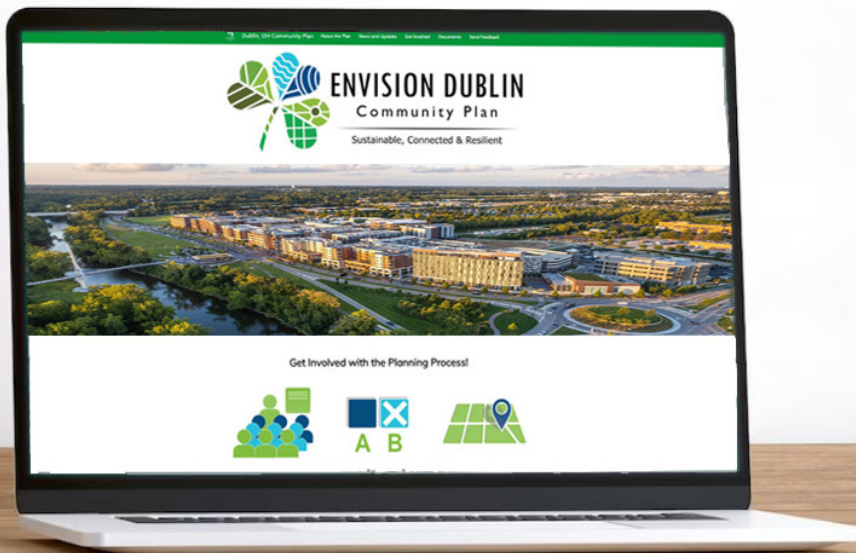 Dublin, OH Community Plan About the Plan News and Updates Get Involved Documents Send Feedback
ENVISION DUBLIN
Community Plan
Sustainable, Connected & Resilient
Get Involved with the Planning Process!
A B